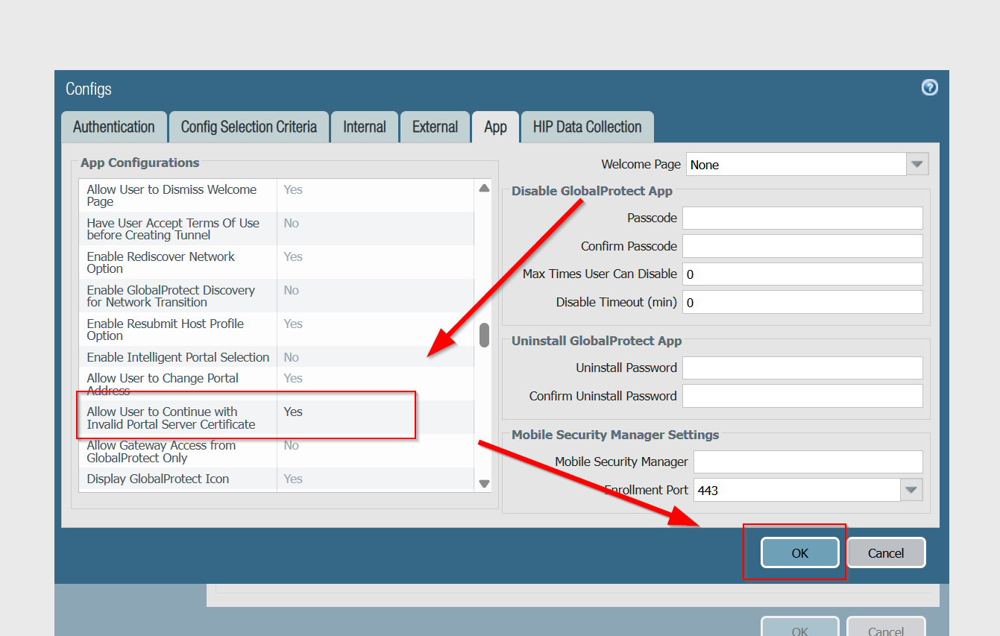 Configs
Authentication
Config Selection Criteria
Internal
External
App
HIP Data Collection
App Configurations
Allow User to Dismiss Welcome
Page
Yes
Have User Accept Terms Of Use
before Creating Tunnel
No
Enable Rediscover Network
Option
Yes
Enable GlobalProtect Discovery
for Network Transition
No
Enable Resubmit Host Profile
Option
Yes
Enable Intelligent Portal Selection
No
Allow User to Change Portal
Address
Yes
Allow User to Continue with
Invalid Portal Server Certificate
Yes
Allow Gateway Access from
GlobalProtect Only
No
Display GlobalProtect Icon
Yes
Welcome Page
None
Disable GlobalProtect App
Passcode
Confirm Passcode
Max Times User Can Disable
0
Disable Timeout (min)
0
Uninstall GlobalProtect App
Uninstall Password
Confirm Uninstall Password
Mobile Security Manager Settings
Mobile Security Manager
Enrollment Port
443
OK
Cancel
OK
Cancel